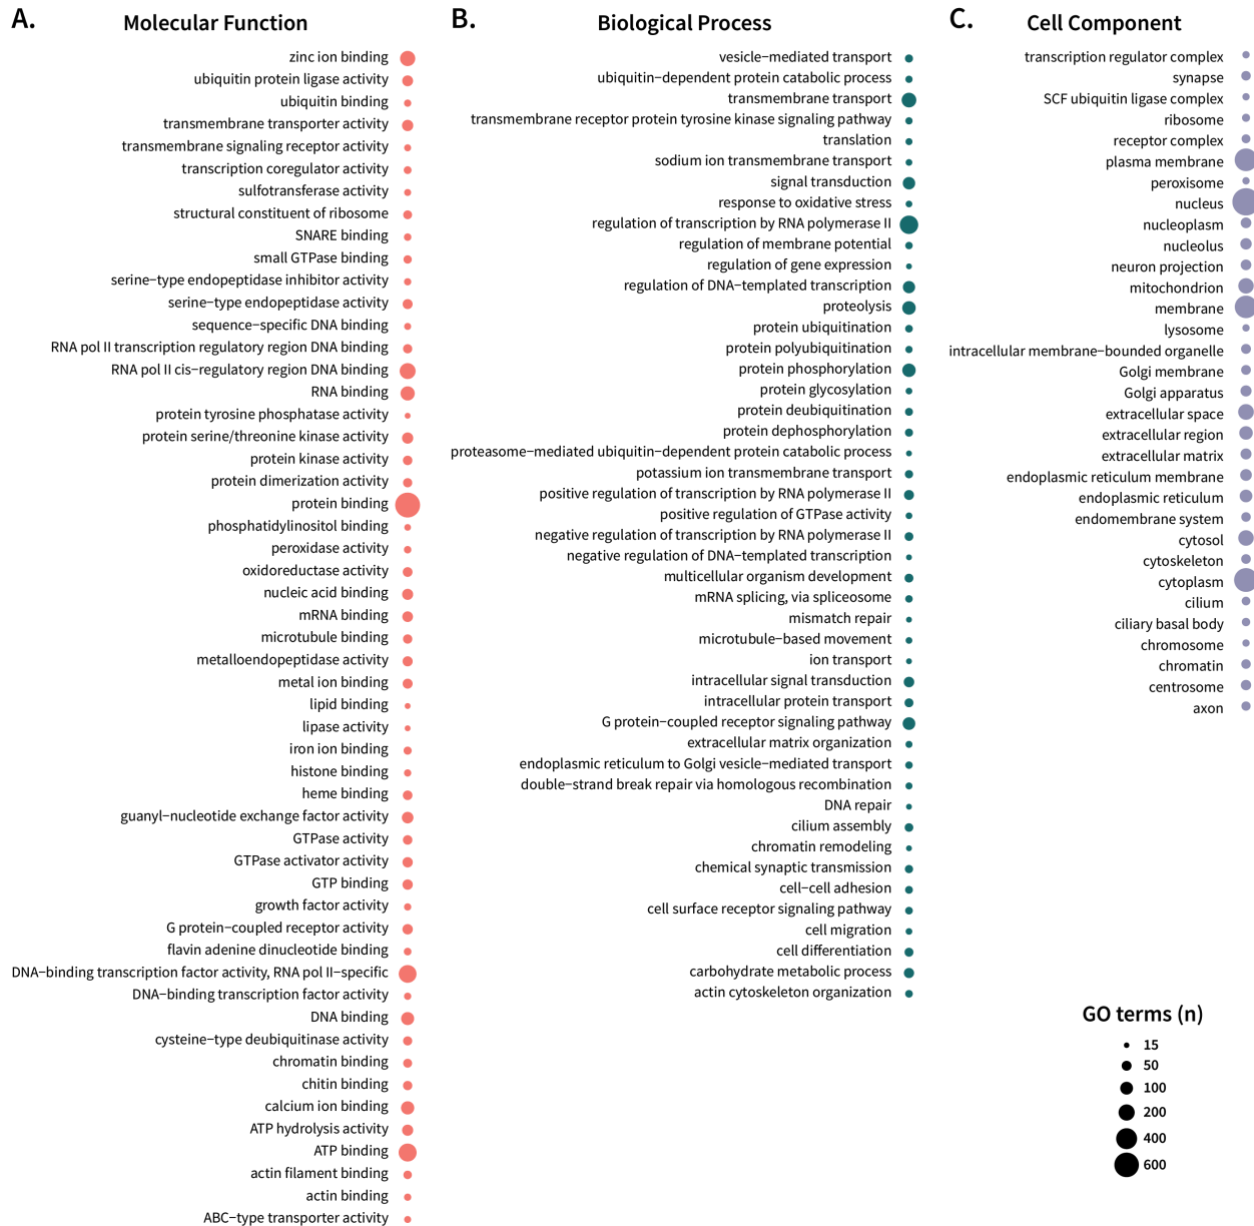 A.
Molecular Function
zinc ion binding
ubiquitin protein ligase activity
ubiquitin binding
transmembrane transporter activity
transmembrane signaling receptor activity
transcription coregulator activity
sulfotransferase activity
structural constituent of ribosome
SNARE binding
small GTPase binding
serine−type endopeptidase inhibitor activity
serine−type endopeptidase activity
sequence−specific DNA binding
RNA pol II transcription regulatory region DNA binding
RNA pol II cis−regulatory region DNA binding
RNA binding
protein tyrosine phosphatase activity
protein serine/threonine kinase activity
protein kinase activity
protein dimerization activity
protein binding
phosphatidylinositol binding
peroxidase activity
oxidoreductase activity
nucleic acid binding
mRNA binding
microtubule binding
metalloendopeptidase activity
metal ion binding
lipid binding
lipase activity
iron ion binding
histone binding
heme binding
guanyl−nucleotide exchange factor activity
GTPase activity
GTPase activator activity
GTP binding
growth factor activity
G protein−coupled receptor activity
flavin adenine dinucleotide binding
DNA−binding transcription factor activity, RNA pol II−specific
DNA−binding transcription factor activity
DNA binding
cysteine−type deubiquitinase activity
chromatin binding
chitin binding
calcium ion binding
ATP hydrolysis activity
ATP binding
actin filament binding
actin binding
ABC−type transporter activity
B.
Biological Process
vesicle−mediated transport
ubiquitin−dependent protein catabolic process
transmembrane transport
transmembrane receptor protein tyrosine kinase signaling pathway
translation
sodium ion transmembrane transport
signal transduction
response to oxidative stress
regulation of transcription by RNA polymerase II
regulation of membrane potential
regulation of gene expression
regulation of DNA−templated transcription
proteolysis
protein ubiquitination
protein polyubiquitination
protein phosphorylation
protein glycosylation
protein deubiquitination
protein dephosphorylation
proteasome−mediated ubiquitin−dependent protein catabolic process
potassium ion transmembrane transport
positive regulation of transcription by RNA polymerase II
positive regulation of GTPase activity
negative regulation of transcription by RNA polymerase II
negative regulation of DNA−templated transcription
multicellular organism development
mRNA splicing, via spliceosome
mismatch repair
microtubule−based movement
ion transport
intracellular signal transduction
intracellular protein transport
G protein−coupled receptor signaling pathway
extracellular matrix organization
endoplasmic reticulum to Golgi vesicle−mediated transport
double−strand break repair via homologous recombination
DNA repair
cilium assembly
chromatin remodeling
chemical synaptic transmission
cell−cell adhesion
cell surface receptor signaling pathway
cell migration
cell differentiation
carbohydrate metabolic process
actin cytoskeleton organization
C.
Cell Component
transcription regulator complex
synapse
SCF ubiquitin ligase complex
ribosome
receptor complex
plasma membrane
peroxisome
nucleus
nucleoplasm
nucleolus
neuron projection
mitochondrion
membrane
lysosome
intracellular membrane−bounded organelle
Golgi membrane
Golgi apparatus
extracellular space
extracellular region
extracellular matrix
endoplasmic reticulum membrane
endoplasmic reticulum
endomembrane system
cytosol
cytoskeleton
cytoplasm
cilium
ciliary basal body
chromosome
chromatin
centrosome
axon
GO terms (n)
15
50
100
200
400
600